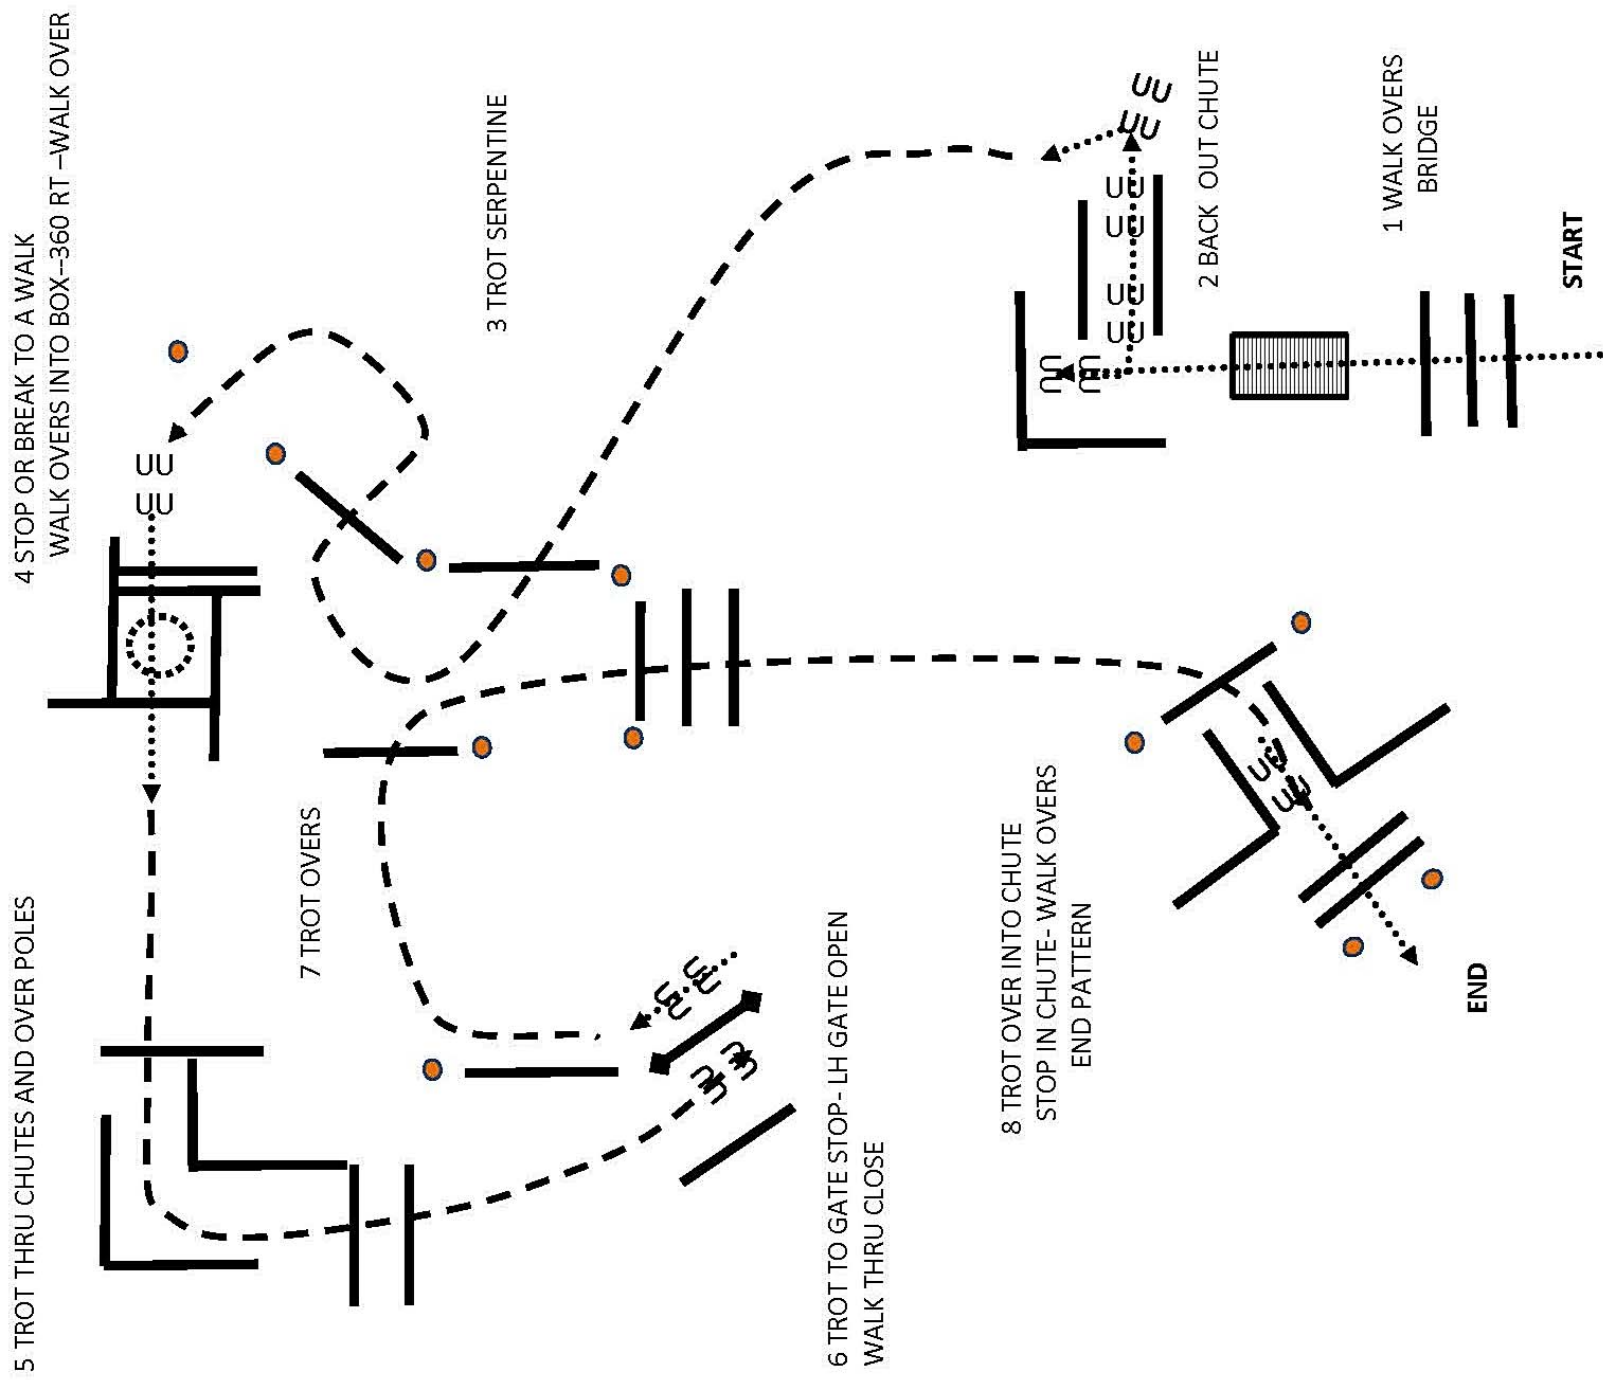 START
1 WALK OVERS
BRIDGE
2 BACK  OUT CHUTE
3 TROT SERPENTINE
4 STOP OR BREAK TO A WALK
WALK OVERS INTO BOX--360 RT –WALK OVER
5 TROT THRU CHUTES AND OVER POLES
6 TROT TO GATE STOP- LH GATE OPEN
WALK THRU CLOSE
7 TROT OVERS
8 TROT OVER INTO CHUTE
STOP IN CHUTE- WALK OVERS
END PATTERN
END